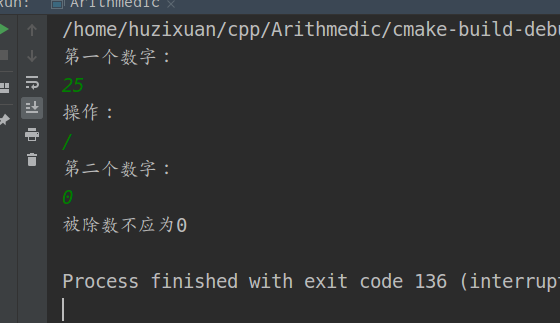 Run:
Arithmedic
/home/huzixuan/cpp/Arithmedic/cmake-build-debu
第一个数字：
25
操作：
/
第二个数字：
0
被除数不应为0
Process finished with exit code 136 (interrupt